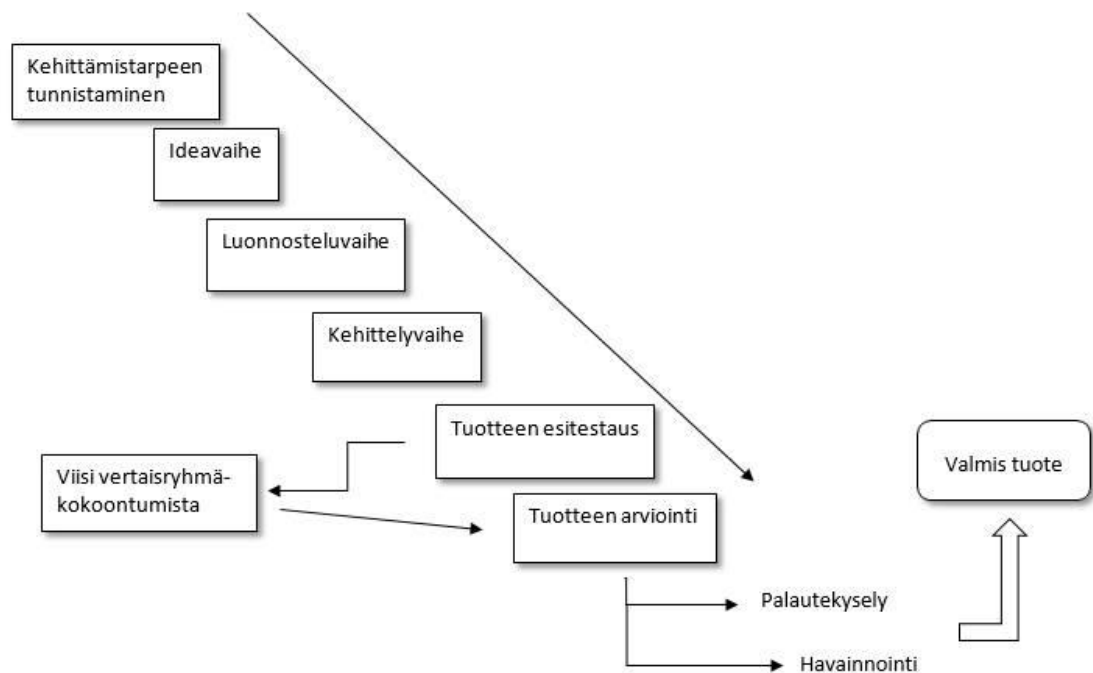 Kehittämistarpeen
tunnistaminen
Ideavaihe
Luonnosteluvaihe
Kehittelyvaihe
Tuotteen esitestaus
Viisi vertaisryhmä-
kokoontumista
Tuotteen arviointi
Valmis tuote
Palautekysely
Havainnointi